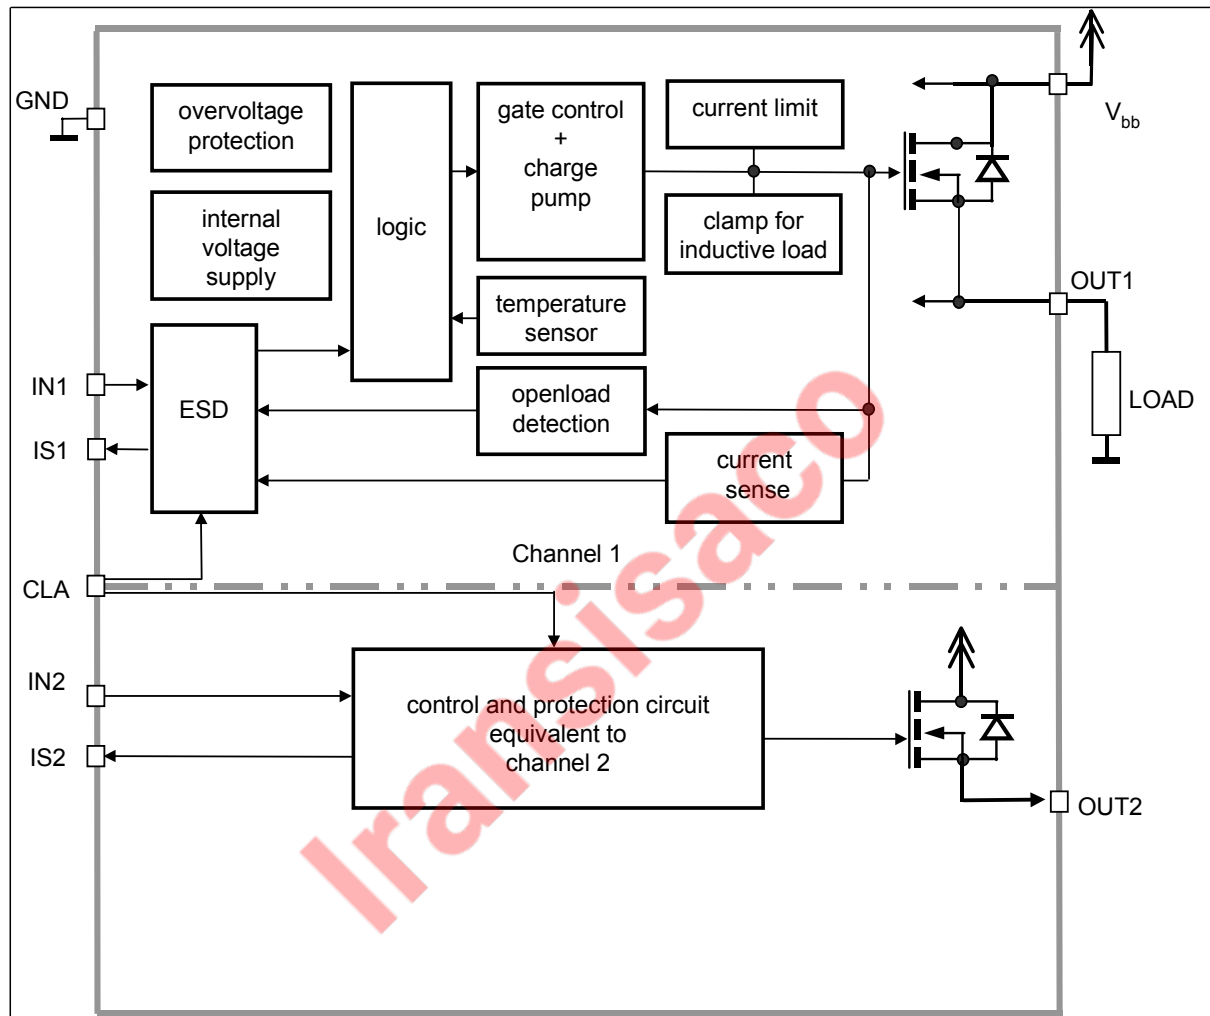 GND
overvoltage
protection
internal
voltage
supply
logic
gate control
+
charge
pump
current limit
clamp for
inductive load
Vbb
OUT1
temperature
sensor
IN1
IS1
ESD
openload
detection
current
sense
LOAD
Channel 1
CLA
IN2
IS2
control and protection circuit
equivalent to
channel 2
OUT2
Iransisaco